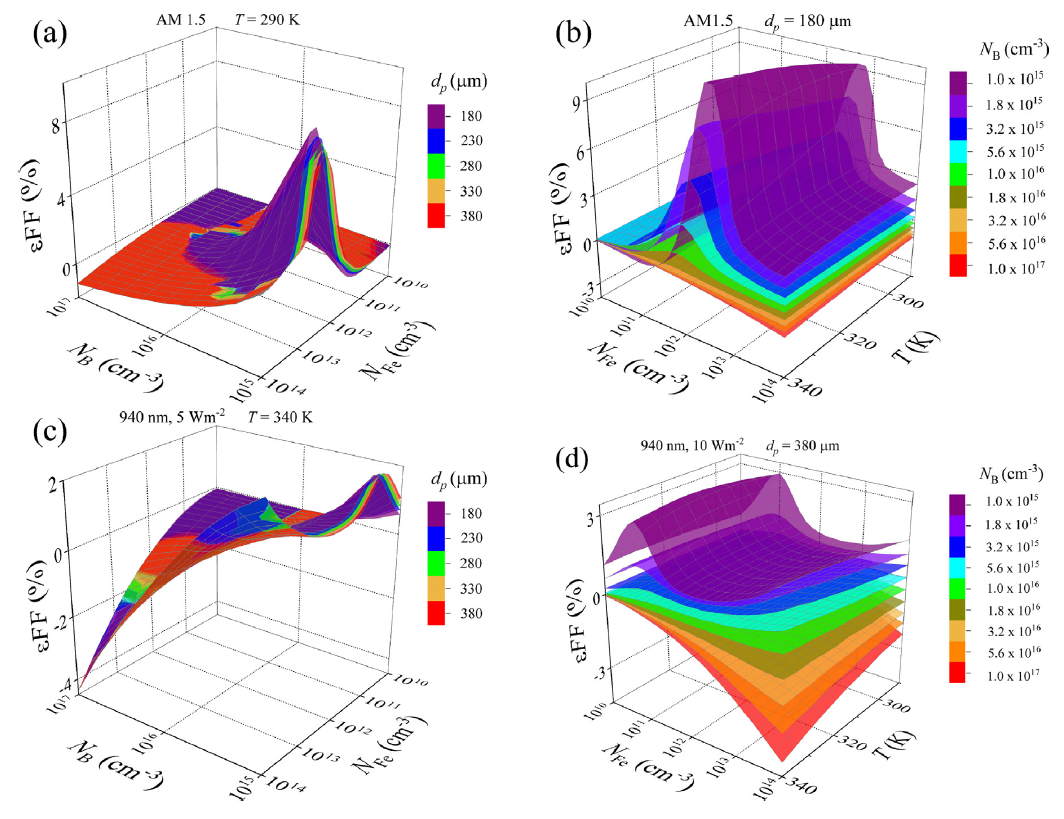 (a)
AM 1.5 T = 290 K
8
4
0
εFF (%)
10¹⁷
10¹⁶
10¹⁵
N_B (cm⁻³)
10¹⁰
10¹¹
10¹²
10¹³
10¹⁴
N_Fe (cm⁻³)
d_p (μm)
180
230
280
330
380
(b)
AM1.5 d_p = 180 μm
9
6
3
0
-3
εFF (%)
10¹⁰
10¹¹
10¹²
10¹³
10¹⁴
N_Fe (cm⁻³)
300
320
340
T (K)
N_B (cm⁻³)
1.0 x 10¹⁵
1.8 x 10¹⁵
3.2 x 10¹⁵
5.6 x 10¹⁵
1.0 x 10¹⁶
1.8 x 10¹⁶
3.2 x 10¹⁶
5.6 x 10¹⁶
1.0 x 10¹⁷
(c)
940 nm, 5 Wm⁻² T = 340 K
2
0
-2
-4
εFF (%)
10¹⁷
10¹⁶
10¹⁵
N_B (cm⁻³)
10¹⁰
10¹¹
10¹²
10¹³
10¹⁴
N_Fe (cm⁻³)
d_p (μm)
180
230
280
330
380
(d)
940 nm, 10 Wm⁻² d_p = 380 μm
3
0
3
εFF (%)
10¹⁰
10¹¹
10¹²
10¹³
10¹⁴
N_Fe (cm⁻³)
300
320
340
T (K)
N_B (cm⁻³)
1.0 x 10¹⁵
1.8 x 10¹⁵
3.2 x 10¹⁵
5.6 x 10¹⁵
1.0 x 10¹⁶
1.8 x 10¹⁶
3.2 x 10¹⁶
5.6 x 10¹⁶
1.0 x 10¹⁷